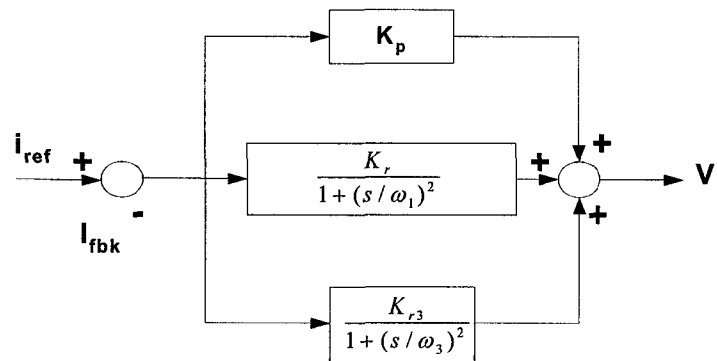 K_p
+
i_ref
+
-
I_fbk
K_r
1 + (s / ω_1)^2
+
+
V
+
K_r3
1 + (s / ω_3)^2